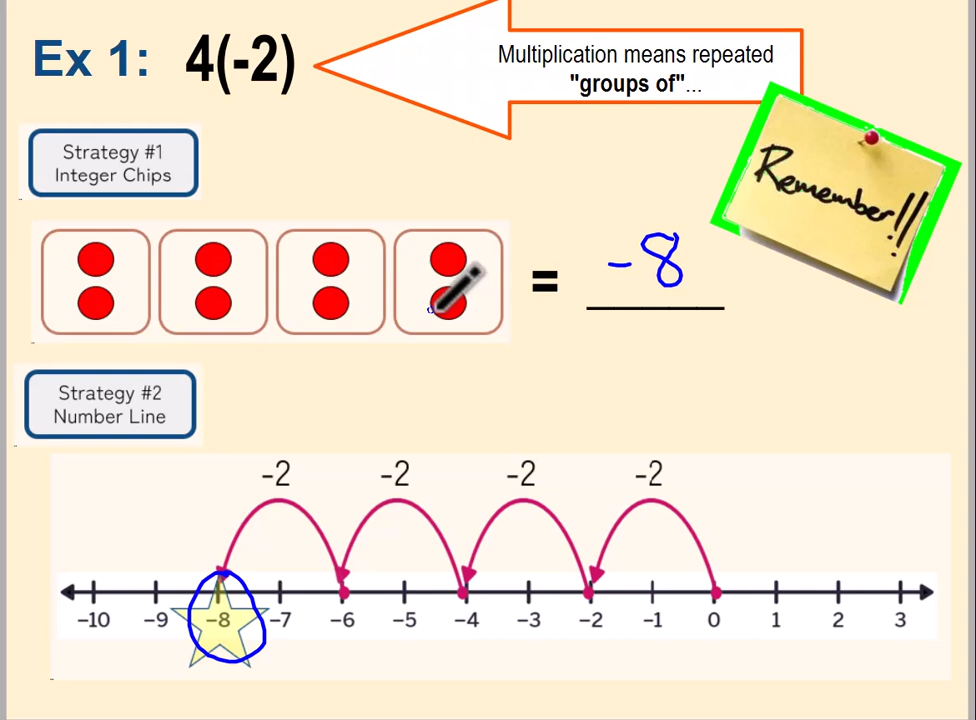 Ex 1: 4(-2)
Multiplication means repeated
"groups of"...
Remember!!
Strategy #1
Integer Chips
= -8
Strategy #2
Number Line
-2 -2 -2 -2
-10 -9 -8 -7 -6 -5 -4 -3 -2 -1 0 1 2 3